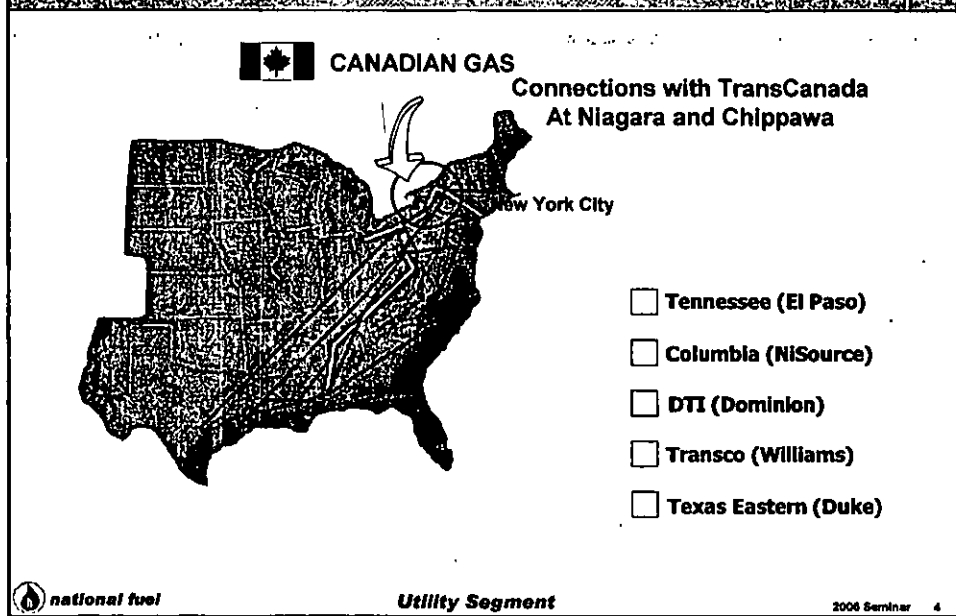 CANADIAN GAS
Connections with TransCanada
At Niagara and Chippawa
New York City
Tennessee (El Paso)
Columbia (NiSource)
DTI (Dominion)
Transco (Williams)
Texas Eastern (Duke)
national fuel
Utility Segment
2006 Seminar 4